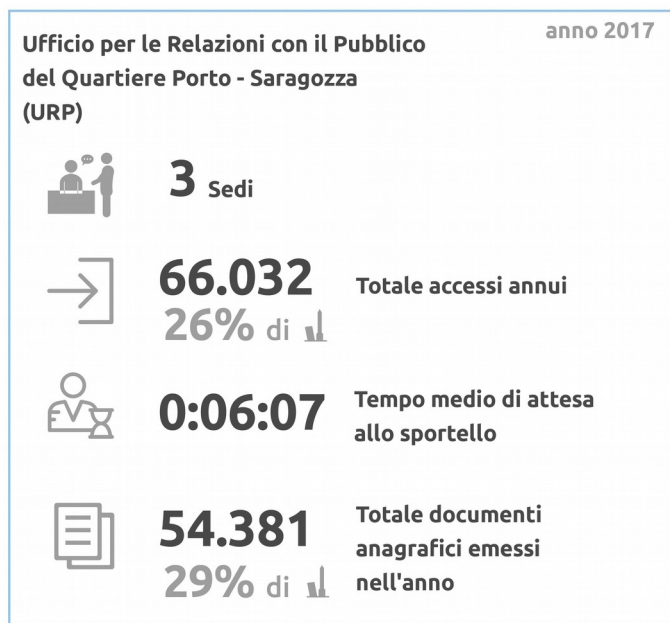 anno 2017
Ufficio per le Relazioni con il Pubblico
del Quartiere Porto - Saragozza
(URP)
3 Sedi
66.032 Totale accessi annui
26% di
0:06:07 Tempo medio di attesa
allo sportello
54.381 Totale documenti
anagrafici emessi
29% di nell'anno